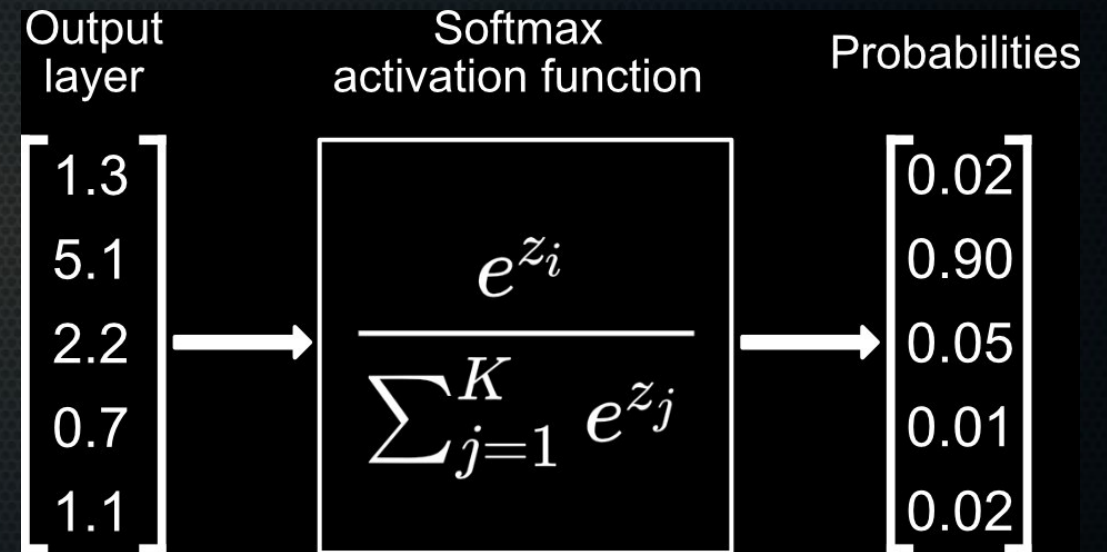 Output
layer
Softmax
activation function
Probabilities
1.3
5.1
2.2
0.7
1.1
e^{z_i}
∑_{j=1}^{K} e^{z_j}
0.02
0.90
0.05
0.01
0.02